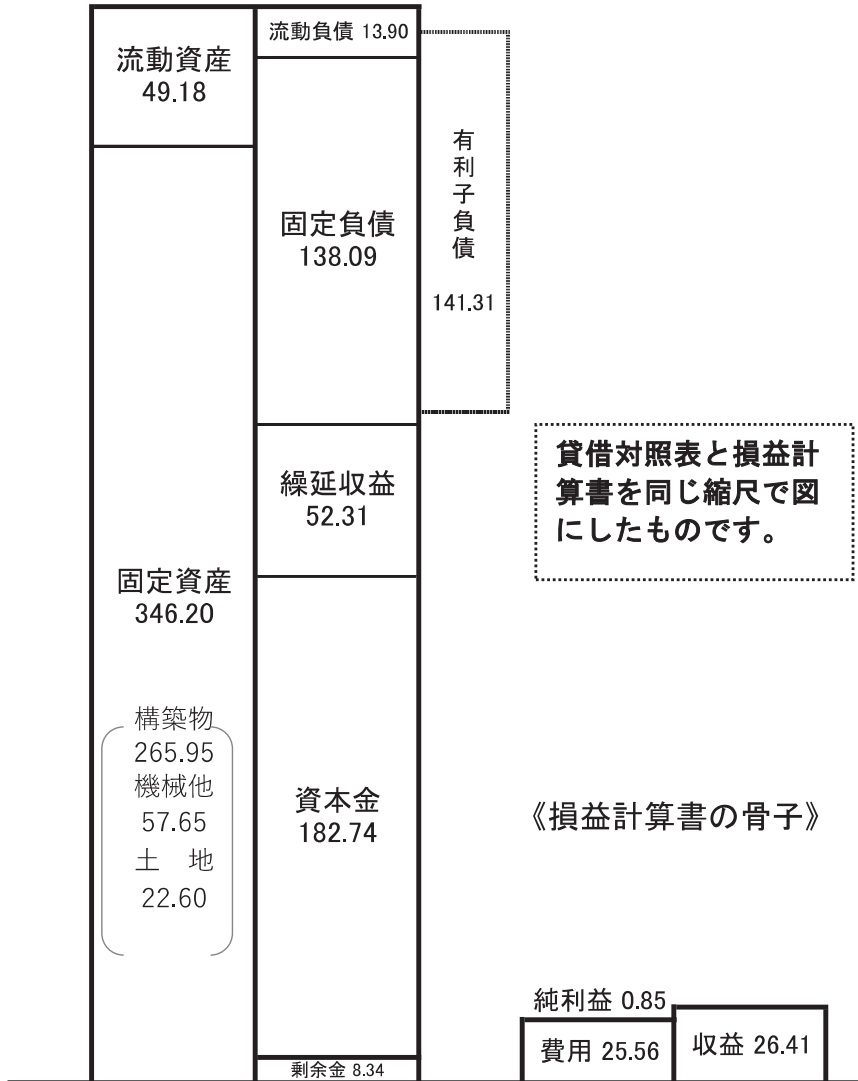 流動資産
49.18
固定資産
346.20
構築物
265.95
機械他
57.65
土　地
22.60
流動負債 13.90
固定負債
138.09
繰延収益
52.31
資本金
182.74
剰余金 8.34
有利子負債
141.31
貸借対照表と損益計
算書を同じ縮尺で図
にしたものです。
《損益計算書の骨子》
純利益 0.85
費用 25.56
収益 26.41